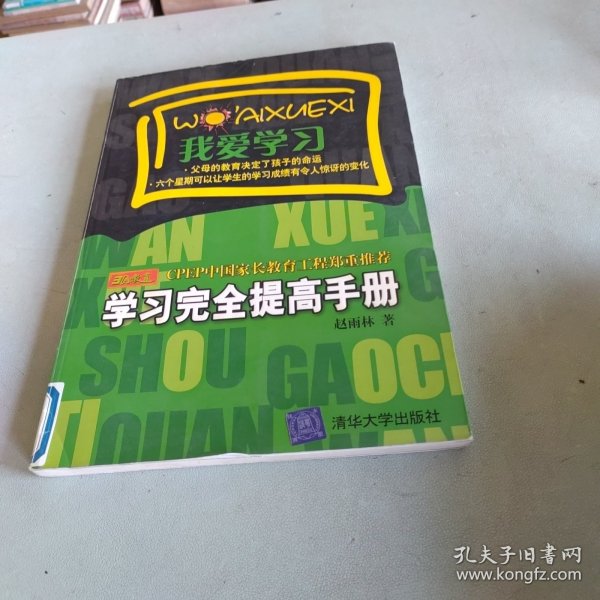 WO'AIXUEXI
我爱学习
·父母的教育决定了孩子的命运
·六个星期可以让学生的学习成绩有令人惊讶的变化
WAN XUEXI
CPEP中国家长教育工程郑重推荐
学习完全提高手册
赵雨林 著
SHOU GAOCI
TI QUAN
清华大学出版社
孔夫子旧书网
www.kongfz.com